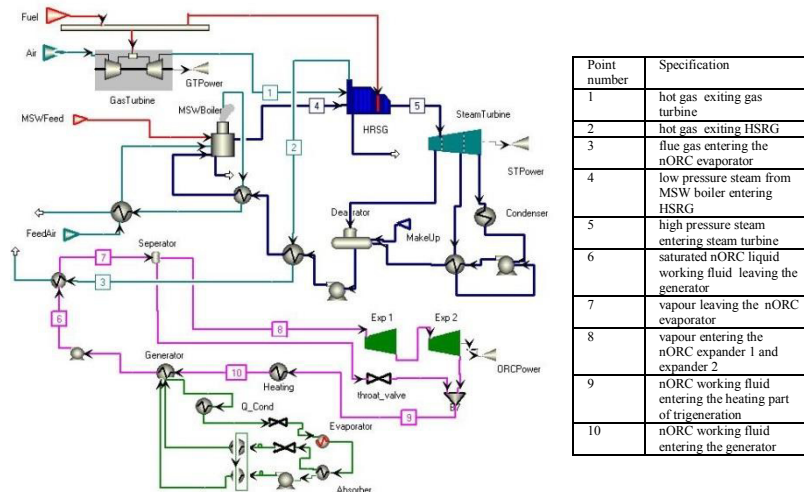 Fuel
Air
GasTurbine
GTPower
MSWBoiler
MSWFeed
1
2
4
HRSG
5
SteamTurbine
STPower
Condenser
Deaerator
MakeUp
FeedAir
Seperator
7
3
6
8
Exp 1
Exp 2
ORCPower
throat_valve
Generator
10
Heating
9
Q_Cond
Evaporator
Absorber
Point number Specification
1 hot gas exiting gas
turbine
2 hot gas exiting HSRG
3 flue gas entering the
nORC evaporator
4 low pressure steam from
MSW boiler entering
HSRG
5 high pressure steam
entering steam turbine
6 saturated nORC liquid
working fluid leaving the
generator
7 vapour leaving the nORC
evaporator
8 vapour entering the
nORC expander 1 and
expander 2
9 nORC working fluid
entering the heating part
of trigeneration
10 nORC working fluid
entering the generator